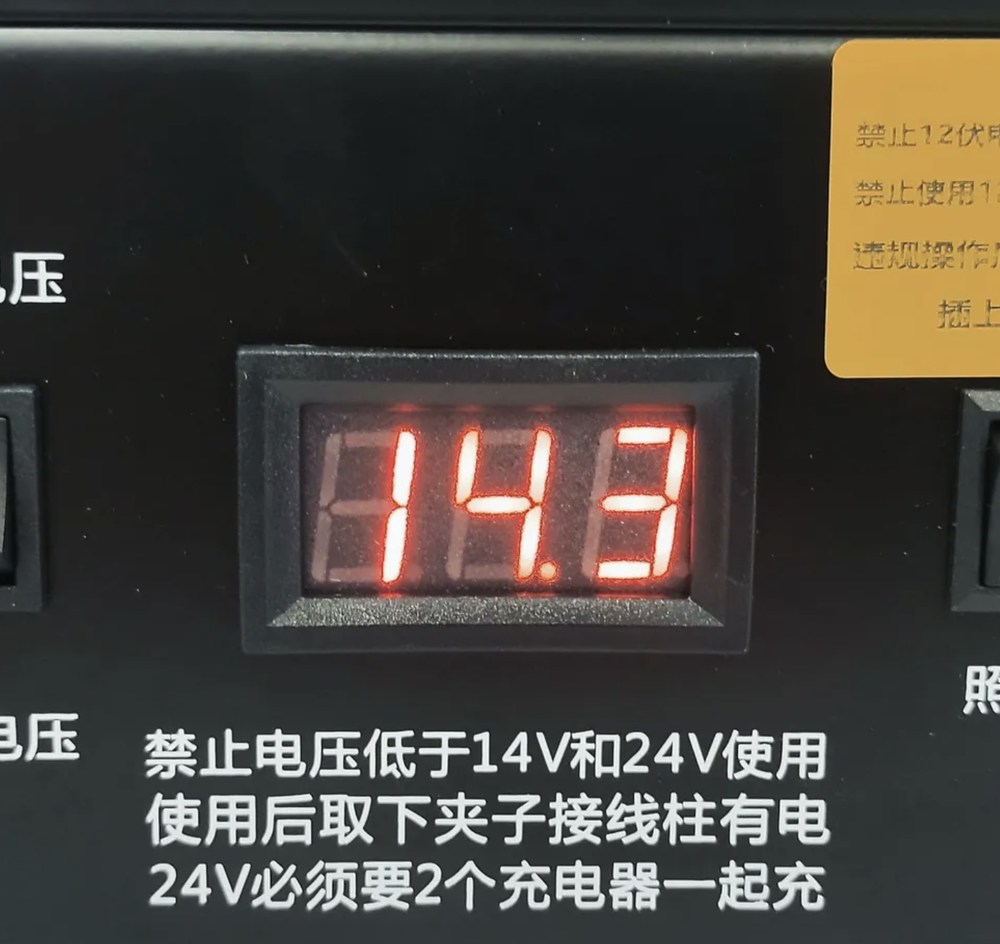 禁止12伏电
禁止使用12
违规操作
插上
压
14.3
照
电压
禁止电压低于14V和24V使用
使用后取下夹子接线柱有电
24V必须要2个充电器一起充